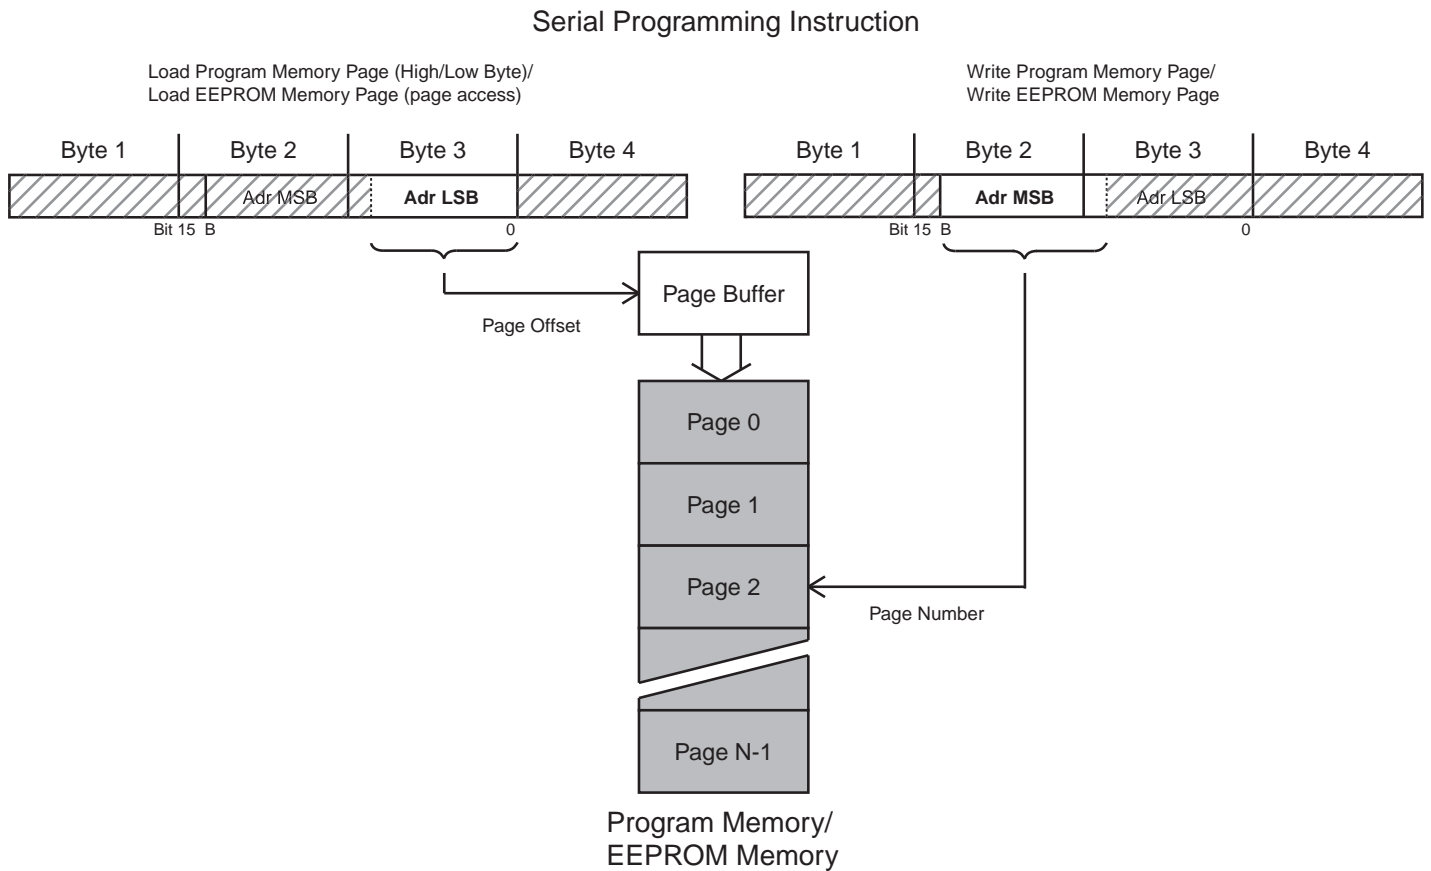 Serial Programming Instruction
Load Program Memory Page (High/Low Byte)/
Load EEPROM Memory Page (page access)
Write Program Memory Page/
Write EEPROM Memory Page
Byte 1 Byte 2 Byte 3 Byte 4
Adr MSB Adr LSB
Bit 15 B 0
Byte 1 Byte 2 Byte 3 Byte 4
Adr MSB Adr LSB
Bit 15 B 0
Page Buffer
Page Offset
Page 0
Page 1
Page 2
Page Number
Page N-1
Program Memory/
EEPROM Memory